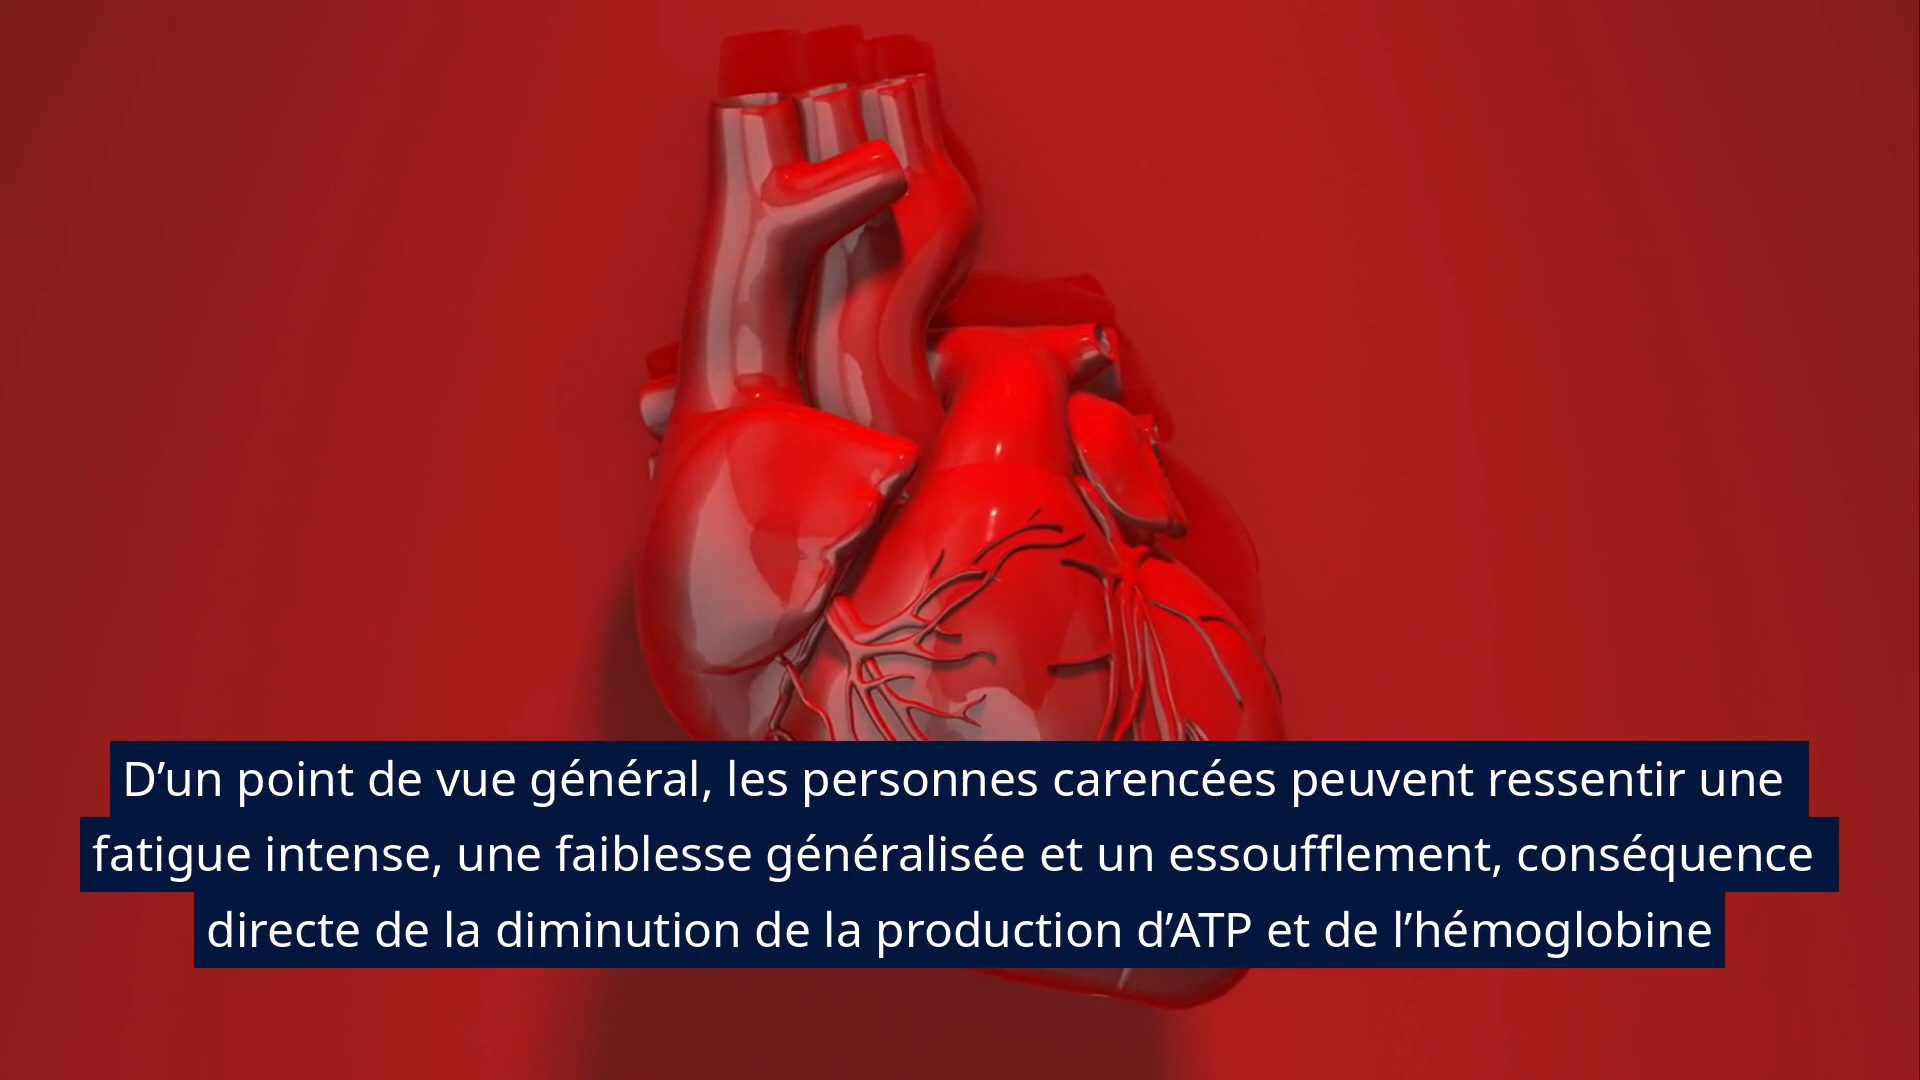 D’un point de vue général, les personnes carencées peuvent ressentir une
fatigue intense, une faiblesse généralisée et un essoufflement, conséquence
directe de la diminution de la production d’ATP et de l’hémoglobine